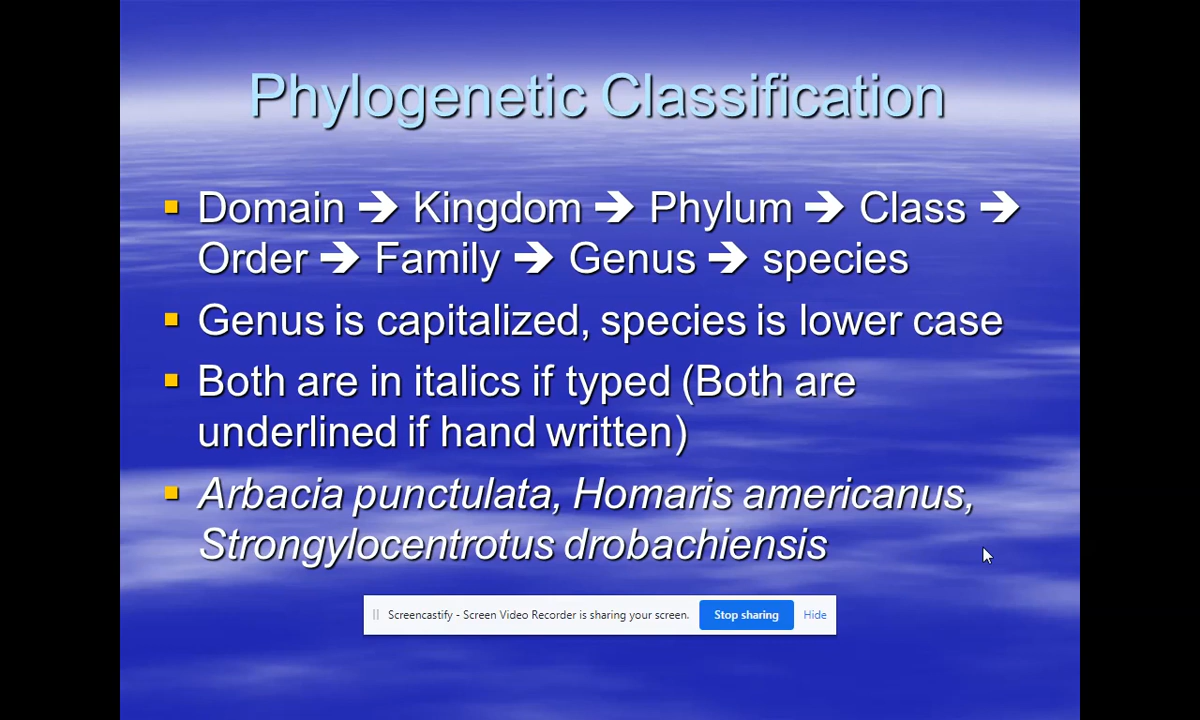 Phylogenetic Classification
Domain ➔ Kingdom ➔ Phylum ➔ Class ➔
Order ➔ Family ➔ Genus ➔ species
Genus is capitalized, species is lower case
Both are in italics if typed (Both are
underlined if hand written)
Arbacia punctulata, Homaris americanus,
Strongylocentrotus drobachiensis
Screencastify - Screen Video Recorder is sharing your screen. Stop sharing Hide